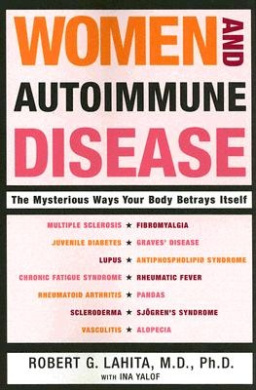 WOMEN AND
AUTOIMMUNE
DISEASE
The Mysterious Ways Your Body Betrays Itself
MULTIPLE SCLEROSIS ★ FIBROMYALGIA
JUVENILE DIABETES ★ GRAVES' DISEASE
LUPUS ★ ANTIPHOSPHOLIPID SYNDROME
CHRONIC FATIGUE SYNDROME ★ RHEUMATIC FEVER
RHEUMATOID ARTHRITIS ★ PANDAS
SCLERODERMA ★ SJÖGREN'S SYNDROME
VASCULITIS ★ ALOPECIA
ROBERT G. LAHITA, M.D., Ph.D.
WITH INA YALOF